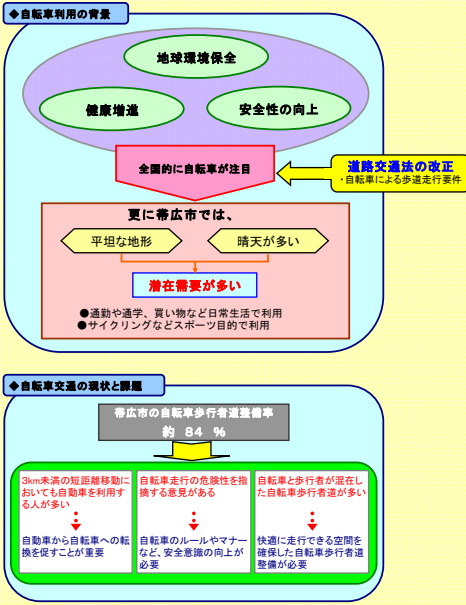 ◆自転車利用の背景
地球環境保全
健康増進
安全性の向上
全国的に自転車が注目
道路交通法の改正
・自転車による歩道走行要件
更に帯広市では、
平坦な地形
晴天が多い
潜在需要が多い
●通勤や通学、買い物など日常生活で利用
●サイクリングなどスポーツ目的で利用
◆自転車交通の現状と課題
帯広市の自転車歩行者道整備率
約 84 %
3km未満の短距離移動に
おいても自動車を利用す
る人が多い
自動車から自転車への転
換を促すことが重要
自転車走行の危険性を指
摘する意見がある
自転車のルールやマナー
など、安全意識の向上が
必要
自転車と歩行者が混在し
た自転車歩行者道が多い
快適に走行できる空間を
確保した自転車歩行者道
整備が必要